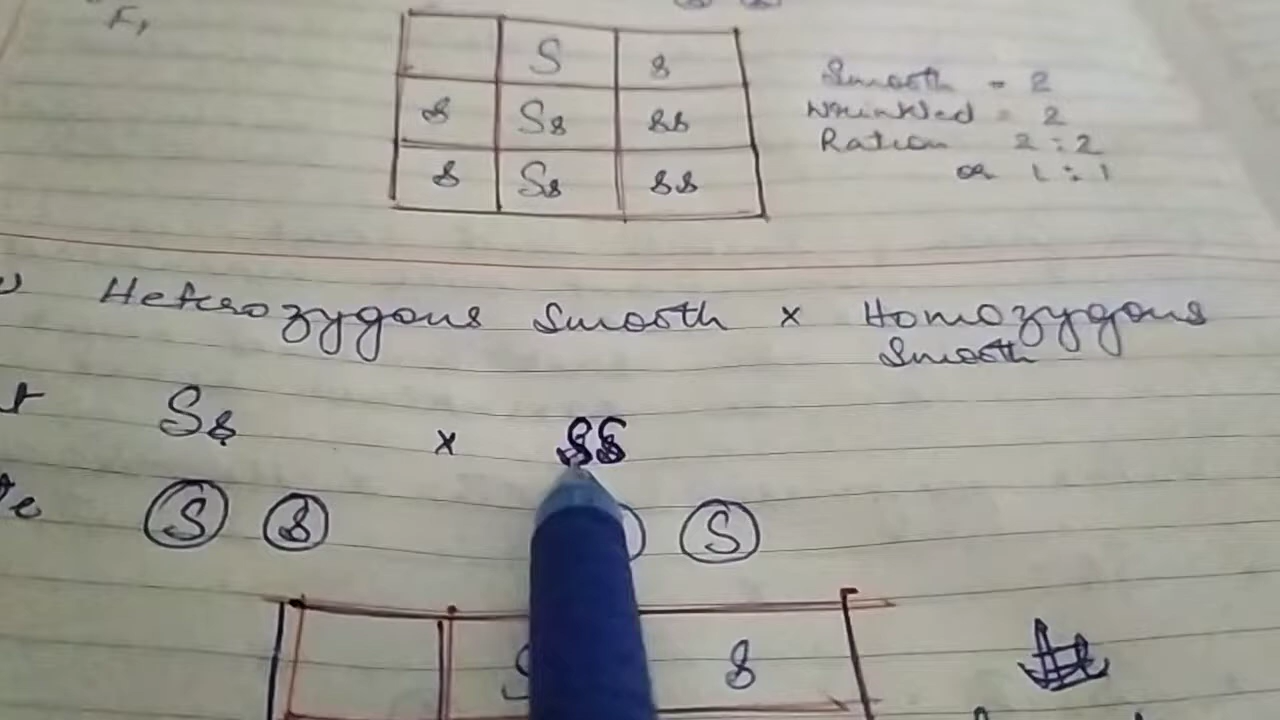 F1
S s
s Ss ss
s Ss ss
Smooth = 2
Wrinkled = 2
Ration 2 : 2
or 1 : 1
Heterozygous Smooth × Homozygous
Smooth
Ss × SS
S s S
S s